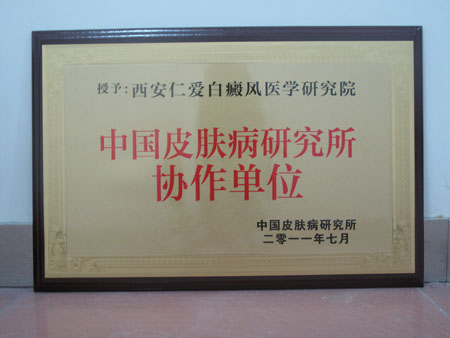 授予:西安仁爱白癜风医学研究院
中国皮肤病研究所
协作单位
中国皮肤病研究所
二零一一年七月